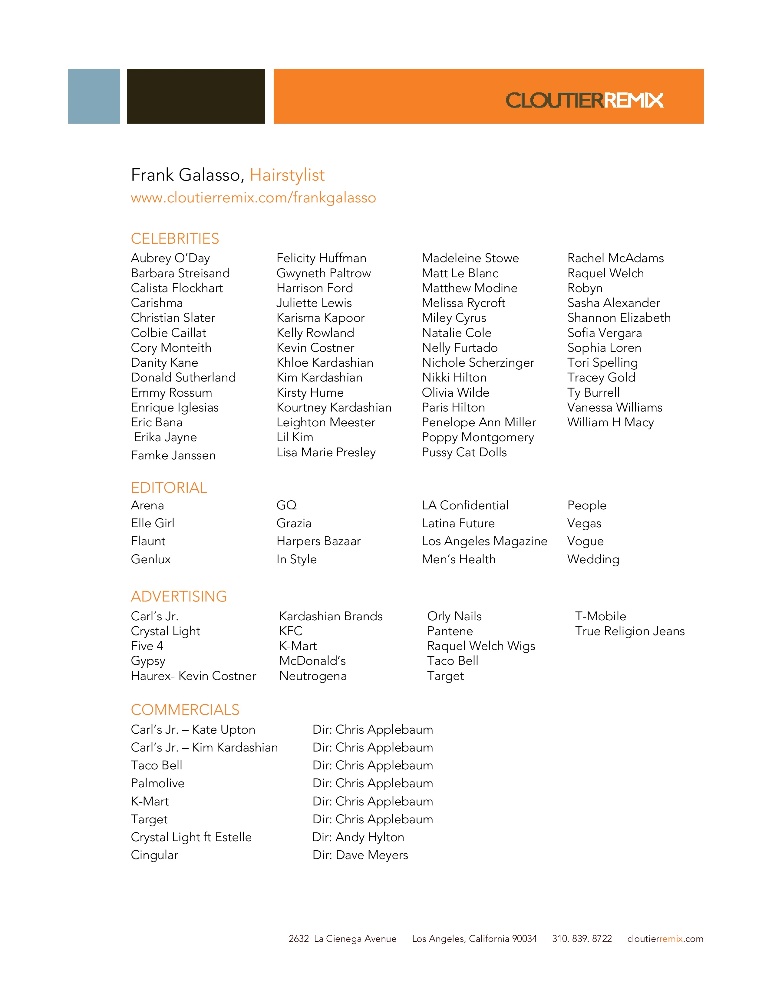 CLOUTIERREMIX
Frank Galasso, Hairstylist
www.cloutierremix.com/frankgalasso
CELEBRITIES
Aubrey O'Day Felicity Huffman Madeleine Stowe Rachel McAdams
Barbara Streisand Gwyneth Paltrow Matt Le Blanc Raquel Welch
Calista Flockhart Harrison Ford Matthew Modine Robyn
Carishma Juliette Lewis Melissa Rycroft Sasha Alexander
Christian Slater Karisma Kapoor Miley Cyrus Shannon Elizabeth
Colbie Caillat Kelly Rowland Natalie Cole Sofia Vergara
Cory Monteith Kevin Costner Nelly Furtado Sophia Loren
Danity Kane Khloe Kardashian Nichole Scherzinger Tori Spelling
Donald Sutherland Kim Kardashian Nikki Hilton Tracey Gold
Emmy Rossum Kirsty Hume Olivia Wilde Ty Burrell
Enrique Iglesias Kourtney Kardashian Paris Hilton Vanessa Williams
Eric Bana Leighton Meester Penelope Ann Miller William H Macy
Erika Jayne Lil Kim Poppy Montgomery
Famke Janssen Lisa Marie Presley Pussy Cat Dolls
EDITORIAL
Arena GQ LA Confidential People
Elle Girl Grazia Latina Future Vegas
Flaunt Harpers Bazaar Los Angeles Magazine Vogue
Genlux In Style Men's Health Wedding
ADVERTISING
Carl's Jr. Kardashian Brands Orly Nails T-Mobile
Crystal Light KFC Pantene True Religion Jeans
Five 4 K-Mart Raquel Welch Wigs
Gypsy McDonald's Taco Bell
Haurex- Kevin Costner Neutrogena Target
COMMERCIALS
Carl's Jr. – Kate Upton Dir: Chris Applebaum
Carl's Jr. – Kim Kardashian Dir: Chris Applebaum
Taco Bell Dir: Chris Applebaum
Palmolive Dir: Chris Applebaum
K-Mart Dir: Chris Applebaum
Target Dir: Chris Applebaum
Crystal Light ft Estelle Dir: Andy Hylton
Cingular Dir: Dave Meyers
2632 La Cienega Avenue Los Angeles, California 90034 310. 839. 8722 cloutierremix.com